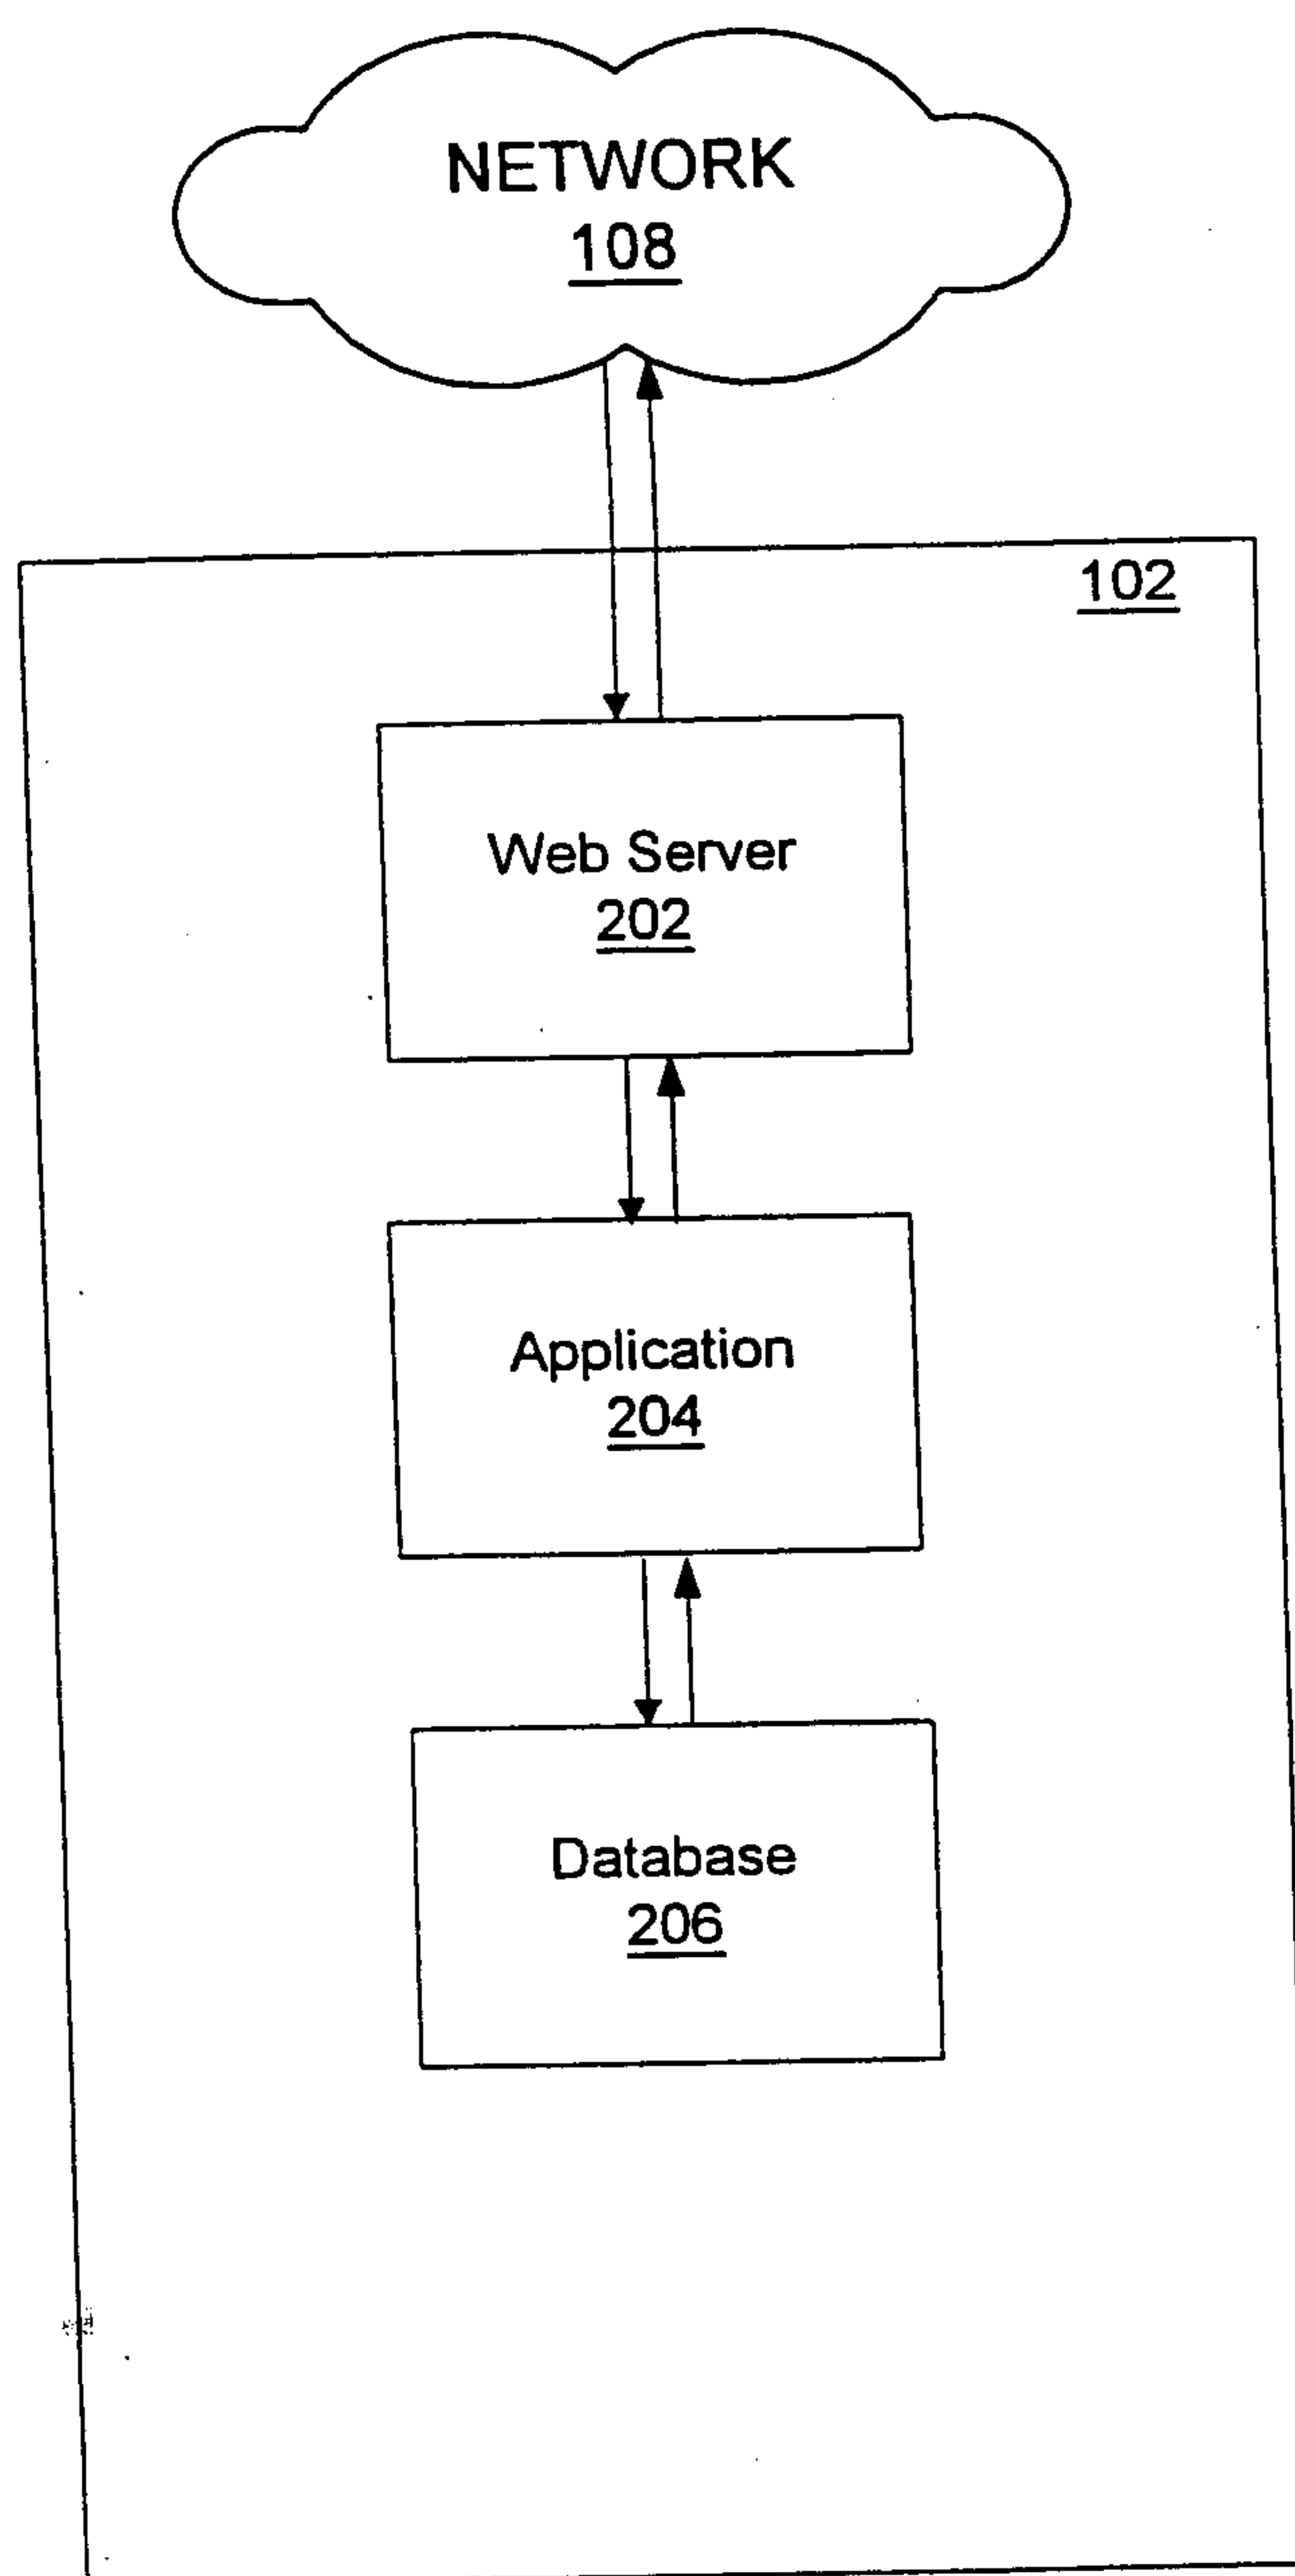 NETWORK
108
102
Web Server
202
Application
204
Database
206